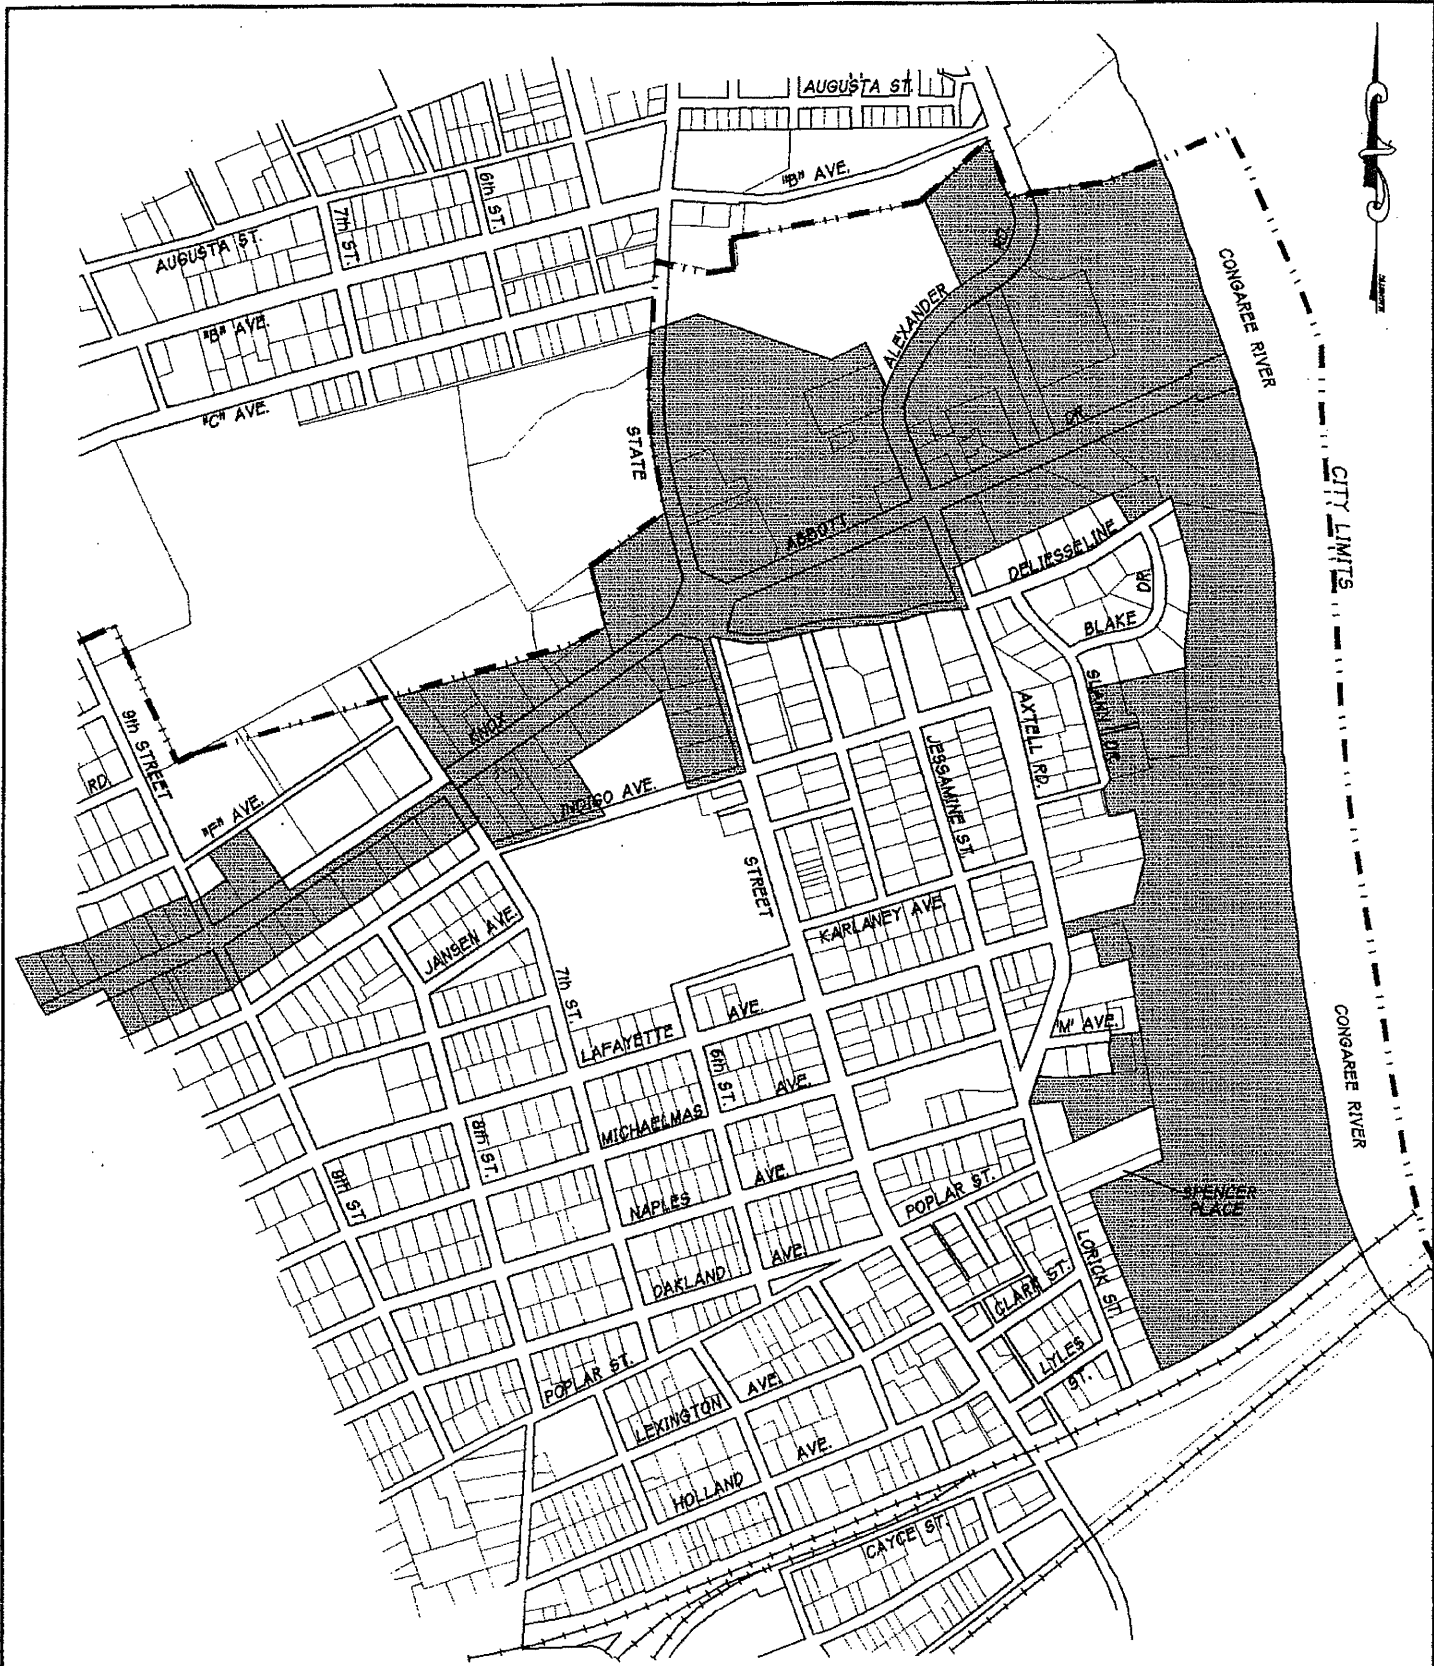 AUGUSTA ST.
"B" AVE.
6th ST.
7th ST.
AUGUSTA ST.
RD.
CONGAREE RIVER
"B" AVE.
ALEXANDER
"C" AVE.
DR.
STATE
CITY LIMITS
ABBOTT
DELIESSELINE
DR.
BLAKE
9th STREET
KNOX
SUANN DR.
AXTELL RD.
RD.
JESSAMINE ST.
INDIGO AVE.
"F" AVE.
STREET
KARLANEY AVE.
JANSEN AVE.
7th ST.
AVE.
"M" AVE.
LAFAYETTE
CONGAREE RIVER
6th ST.
AVE.
MICHAELMAS
8th ST.
AVE.
9th ST.
NAPLES
POPLAR ST.
SPENCER
PLACE
LORICK ST.
AVE.
OAKLAND
CLARK ST.
LYLES
ST.
POPLAR ST.
AVE.
LEXINGTON
AVE.
HOLLAND
CAYCE ST.